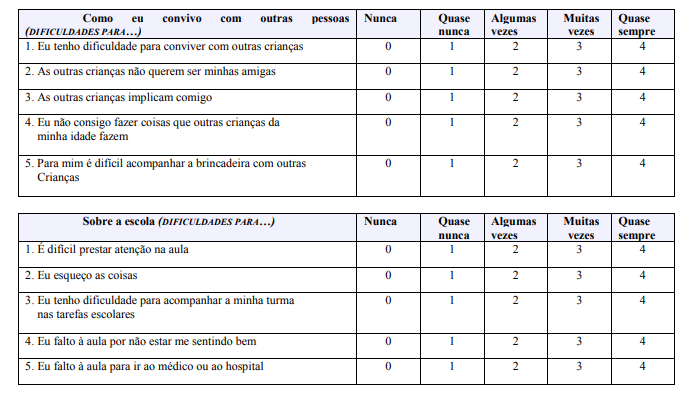 Como eu convivo com outras pessoas Nunca Quase Algumas Muitas Quase
(DIFICULDADES PARA…) nunca vezes vezes sempre
1. Eu tenho dificuldade para conviver com outras crianças 0 1 2 3 4
2. As outras crianças não querem ser minhas amigas 0 1 2 3 4
3. As outras crianças implicam comigo 0 1 2 3 4
4. Eu não consigo fazer coisas que outras crianças da 0 1 2 3 4
minha idade fazem
5. Para mim é difícil acompanhar a brincadeira com outras 0 1 2 3 4
Crianças
Sobre a escola (DIFICULDADES PARA…) Nunca Quase Algumas Muitas Quase
nunca vezes vezes sempre
1. É difícil prestar atenção na aula 0 1 2 3 4
2. Eu esqueço as coisas 0 1 2 3 4
3. Eu tenho dificuldade para acompanhar a minha turma 0 1 2 3 4
nas tarefas escolares
4. Eu falto à aula por não estar me sentindo bem 0 1 2 3 4
5. Eu falto à aula para ir ao médico ou ao hospital 0 1 2 3 4